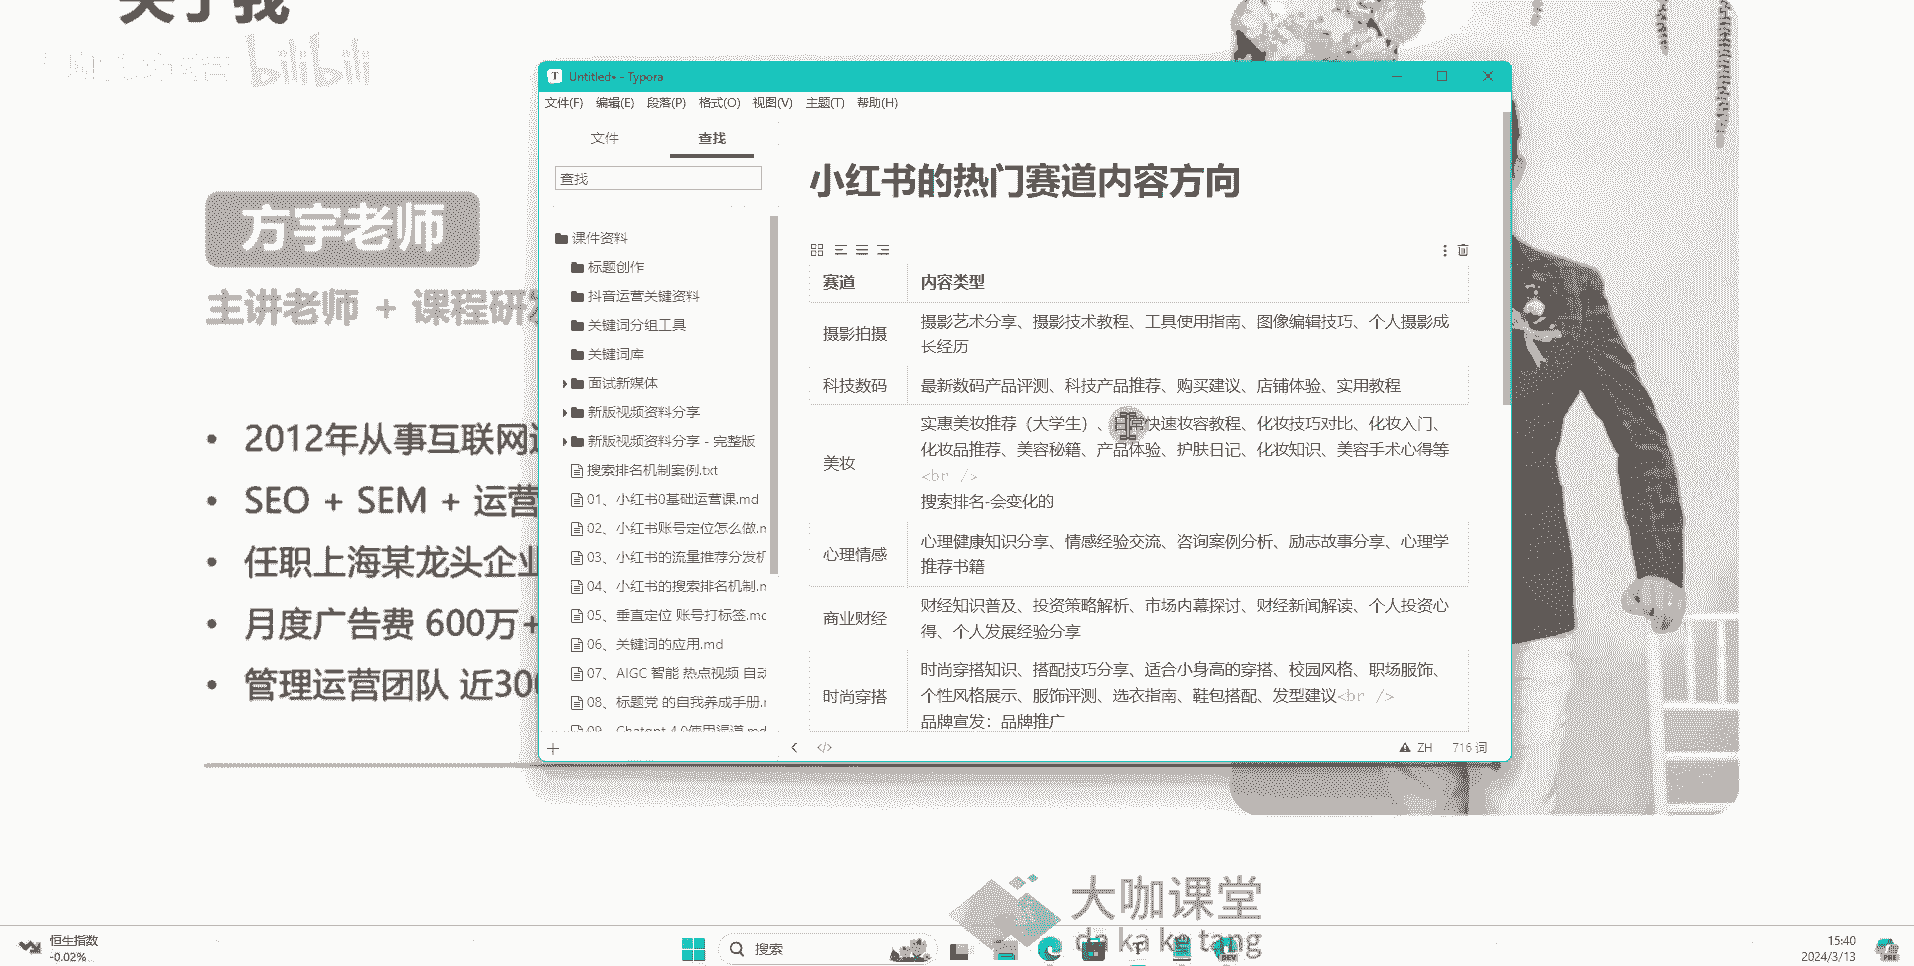 关于我
bilibili
方宇老师
主讲老师 + 课程研发
2012年从事互联网
SEO + SEM + 运营
任职上海某龙头企业
月度广告费 600万+
管理运营团队 近300
Untitled• - Typora
文件(F) 编辑(E) 段落(P) 格式(O) 视图(V) 主题(T) 帮助(H)
文件 查找
查找
课件资料
标题创作
抖音运营关键资料
关键词分组工具
关键词库
面试新媒体
新版视频资料分享
新版视频资料分享 - 完整版
搜索排名机制案例.txt
01、小红书0基础运营课.md
02、小红书账号定位怎么做.m
03、小红书的流量推荐分发机
04、小红书的搜索排名机制.m
05、垂直定位 账号打标签.mc
06、关键词的应用.md
07、AIGC 智能 热点视频 自动
08、标题党 的自我养成手册.r
09、Chatgpt 4.0使用渠道.md
小红书的热门赛道内容方向
赛道 内容类型
摄影拍摄
摄影艺术分享、摄影技术教程、工具使用指南、图像编辑技巧、个人摄影成
长经历
科技数码 最新数码产品评测、科技产品推荐、购买建议、店铺体验、实用教程
美妆
实惠美妆推荐（大学生）、日常快速妆容教程、化妆技巧对比、化妆入门、
化妆品推荐、美容秘籍、产品体验、护肤日记、化妆知识、美容手术心得等
<br />
搜索排名-会变化的
心理情感
心理健康知识分享、情感经验交流、咨询案例分析、励志故事分享、心理学
推荐书籍
商业财经
财经知识普及、投资策略解析、市场内幕探讨、财经新闻解读、个人投资心
得、个人发展经验分享
时尚穿搭
时尚穿搭知识、搭配技巧分享、适合小身高的穿搭、校园风格、职场服饰、
个性风格展示、服饰评测、选衣指南、鞋包搭配、发型建议<br />
品牌宣发：品牌推广
</> ZH 716 词
大咖课堂
da ka ke tang
恒生指数
-0.02%
搜索
DEV
15:40
2024/3/13
PRE